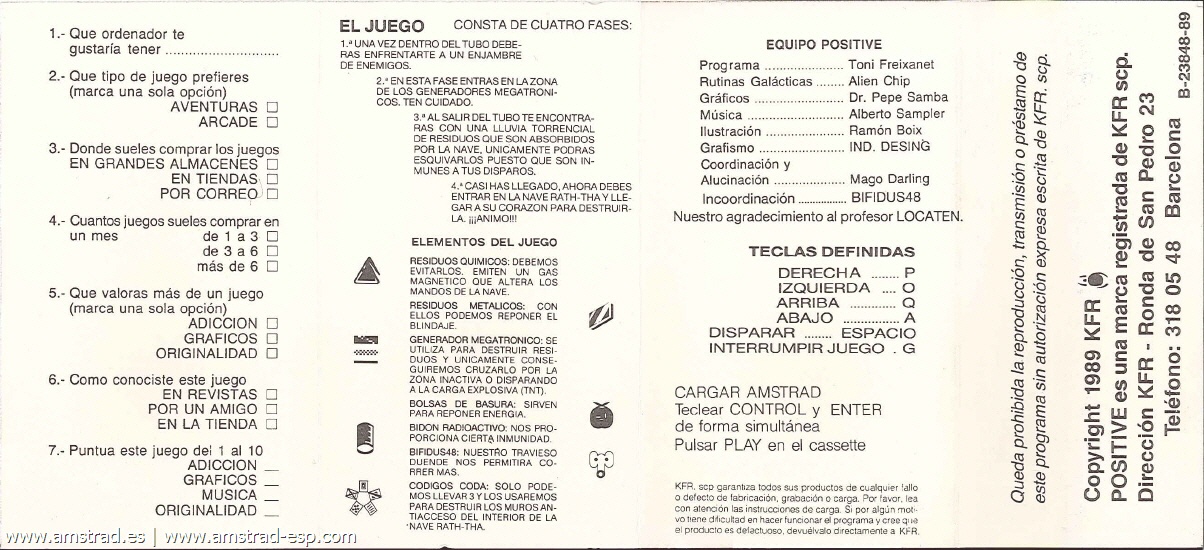 1.- Que ordenador te
gustaría tener ................................
2.- Que tipo de juego prefieres
(marca una sola opción)
AVENTURAS □
ARCADE □
3.- Donde sueles comprar los juegos
EN GRANDES ALMACENES □
EN TIENDAS □
POR CORREO □
4.- Cuantos juegos sueles comprar en
un mes de 1 a 3 □
de 3 a 6 □
más de 6 □
5.- Que valoras más de un juego
(marca una sola opción)
ADICCION □
GRAFICOS □
ORIGINALIDAD □
6.- Como conociste este juego
EN REVISTAS □
POR UN AMIGO □
EN LA TIENDA □
7.- Puntua este juego del 1 al 10
ADICCION __
GRAFICOS __
MUSICA __
ORIGINALIDAD __
EL JUEGO CONSTA DE CUATRO FASES:
1.ª UNA VEZ DENTRO DEL TUBO DEBE-
RAS ENFRENTARTE A UN ENJAMBRE
DE ENEMIGOS.
2.ª EN ESTA FASE ENTRAS EN LA ZONA
DE LOS GENERADORES MEGATRONI-
COS. TEN CUIDADO.
3.ª AL SALIR DEL TUBO TE ENCONTRA-
RAS CON UNA LLUVIA TORRENCIAL
DE RESIDUOS QUE SON ABSORBIDOS
POR LA NAVE, UNICAMENTE PODRAS
ESQUIVARLOS PUESTO QUE SON IN-
MUNES A TUS DISPAROS.
4.ª CASI HAS LLEGADO, AHORA DEBES
ENTRAR EN LA NAVE RATH-THA Y LLE-
GAR A SU CORAZON PARA DESTRUIR-
LA. ¡¡¡ANIMO!!!
ELEMENTOS DEL JUEGO
RESIDUOS QUIMICOS: DEBEMOS
EVITARLOS. EMITEN UN GAS
MAGNETICO QUE ALTERA LOS
MANDOS DE LA NAVE.
RESIDUOS METALICOS: CON
ELLOS PODEMOS REPONER EL
BLINDAJE.
GENERADOR MEGATRONICO: SE
UTILIZA PARA DESTRUIR RESI-
DUOS Y UNICAMENTE CONSE-
GUIREMOS CRUZARLO POR LA
ZONA INACTIVA O DISPARANDO
A LA CARGA EXPLOSIVA (TNT).
BOLSAS DE BASURA: SIRVEN
PARA REPONER ENERGIA.
BIDON RADIOACTIVO: NOS PRO-
PORCIONA CIERTA INMUNIDAD.
BIFIDUS48: NUESTRO TRAVIESO
DUENDE NOS PERMITIRA CO-
RRER MAS.
CODIGOS CODA: SOLO PODE-
MOS LLEVAR 3 Y LOS USAREMOS
PARA DESTRUIR LOS MUROS AN-
TIACCESO DEL INTERIOR DE LA
NAVE RATH-THA.
EQUIPO POSITIVE
Programa ...................... Toni Freixanet
Rutinas Galácticas ....... Alien Chip
Gráficos ......................... Dr. Pepe Samba
Música ........................... Alberto Sampler
Ilustración ...................... Ramón Boix
Grafismo ........................ IND. DESING
Coordinación y
Alucinación .................... Mago Darling
Incoordinación ............... BIFIDUS48
Nuestro agradecimiento al profesor LOCATEN.
TECLAS DEFINIDAS
DERECHA ........ P
IZQUIERDA .... O
ARRIBA ............ Q
ABAJO ............... A
DISPARAR ........ ESPACIO
INTERRUMPIR JUEGO . G
CARGAR AMSTRAD
Teclear CONTROL y ENTER
de forma simultánea
Pulsar PLAY en el cassette
KFR. scp garantiza todos sus productos de cualquier fallo
o defecto de fabricación, grabación o carga. Por favor, lea
con atención las instrucciones de carga. Si por algún moti-
vo tiene dificultad en hacer funcionar el programa y cree que
el producto es defactuoso, devuélvalo directamente a KFR.
Queda prohibida la reproducción, transmisión o préstamo de
este programa sin autorización expresa escrita de KFR. scp.
Copyright 1989 KFR
POSITIVE es una marca registrada de KFR scp.
Dirección KFR - Ronda de San Pedro 23
Teléfono: 318 05 48 Barcelona
B-23848-89
www.amstrad.es | www.amstrad-esp.com